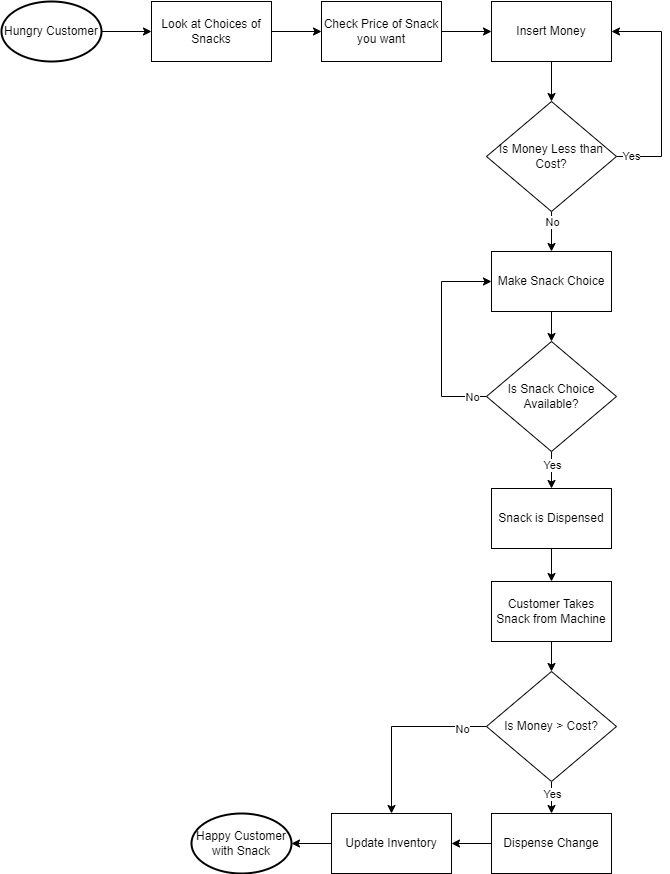 Hungry Customer
Look at Choices of
Snacks
Check Price of Snack
you want
Insert Money
Is Money Less than
Cost?
Yes
No
Make Snack Choice
Is Snack Choice
Available?
No
Yes
Snack is Dispensed
Customer Takes
Snack from Machine
Is Money > Cost?
No
Yes
Happy Customer
with Snack
Update Inventory
Dispense Change